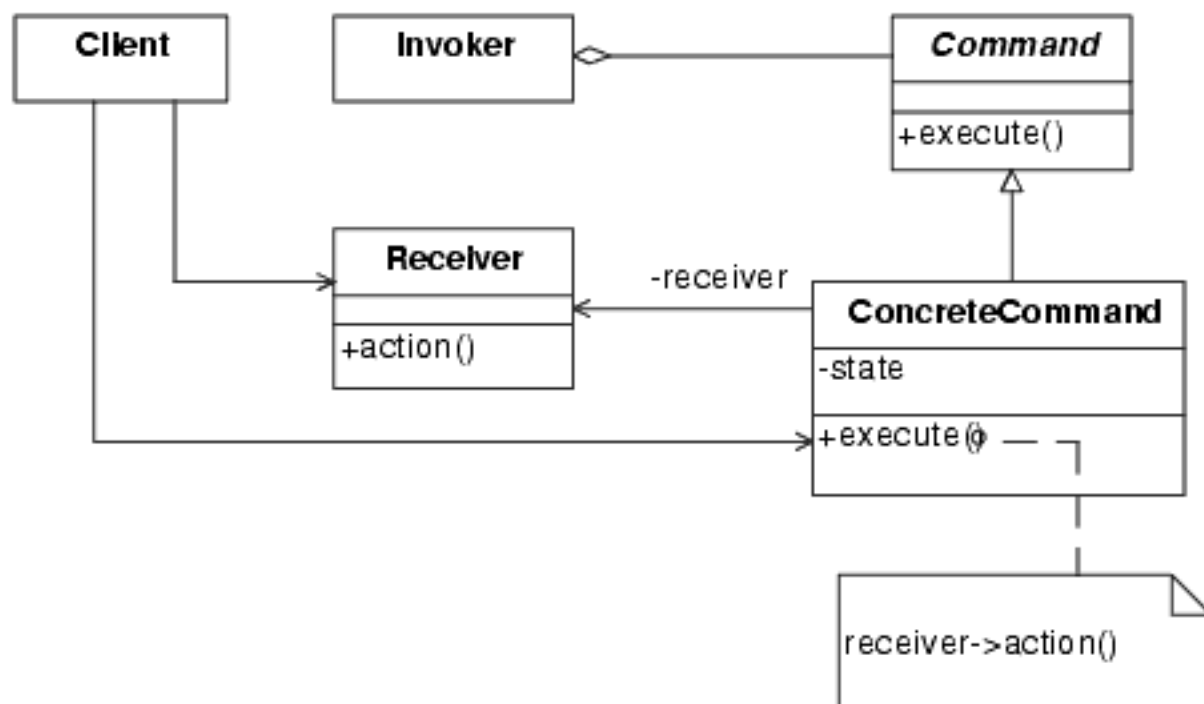 Client
Invoker
Command
+execute()
Receiver
+action()
-receiver
ConcreteCommand
-state
+execute()
receiver->action()